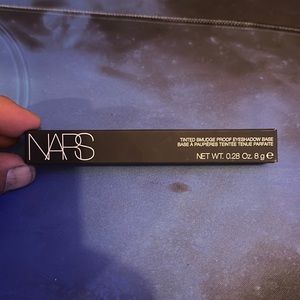 NARS
TINTED SMUDGE PROOF EYESHADOW BASE
BASE À PAUPIÈRES TEINTÉE TENUE PARFAITE
NET WT. 0.28 Oz. 8 g ℮